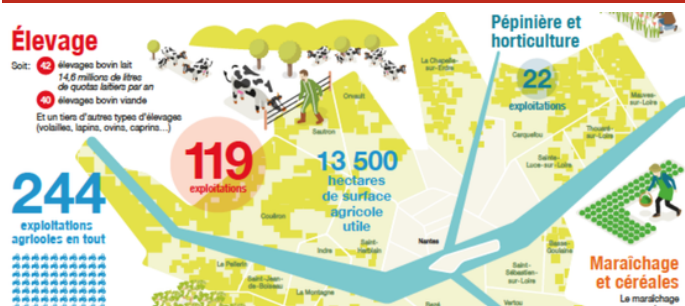 Élevage
Soit: 42 élevages bovin lait
14,6 millions de litres
de quotas laitiers par an
40 élevages bovin viande
Et un tiers d'autres types d'élevages
(volailles, lapins, ovins, caprins...)
119
exploitations
244
exploitations
agricoles en tout
13 500
hectares
de surface
agricole
utile
Pépinière et
horticulture
22
exploitations
La Chapelle-
sur-Erdre
Orvault
Sautron
Carquefou
Mauves-
sur-Loire
Thouaré-
sur-Loire
Sainte-
Luce-sur-Loire
Couëron
Indre
Saint-
Herblain
Nantes
Le Pellerin
Saint-Jean-
de-Boiseau
La Montagne
Rezé
Saint-
Sébastien-
sur-Loire
Basse-
Goulaine
Vertou
Maraîchage
et céréales
Le maraîchage